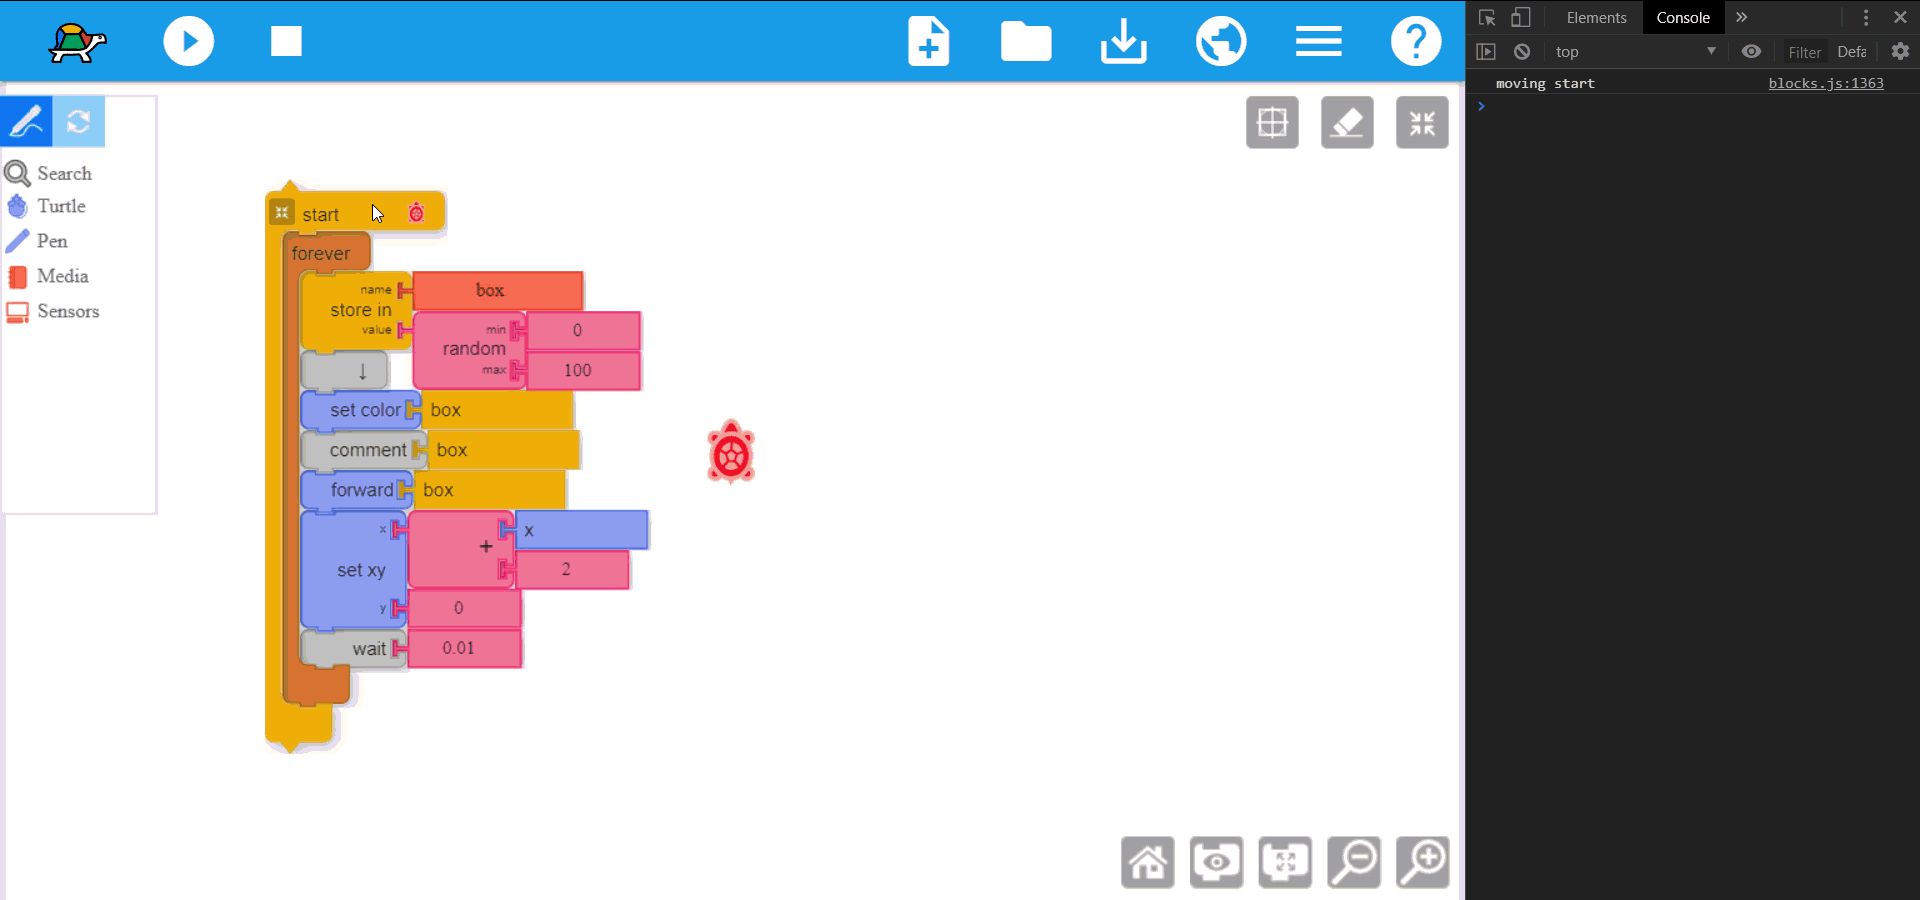 Elements Console »
top Filter Defa
moving start blocks.js:1363
Search
Turtle
Pen
Media
Sensors
start
forever
name box
store in
value
min 0
random
max 100
↓
set color box
comment box
forward box
x
+ x
2
set xy
y 0
wait 0.01